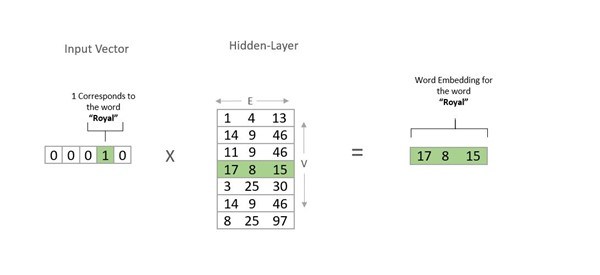 Input Vector
Hidden-Layer
1 Corresponds to
the word
“Royal”
0 0 0 1 0
X
E
1 4 13
14 9 46
11 9 46
17 8 15
3 25 30
14 9 46
8 25 97
V
=
Word Embedding for
the word
“Royal”
17 8 15